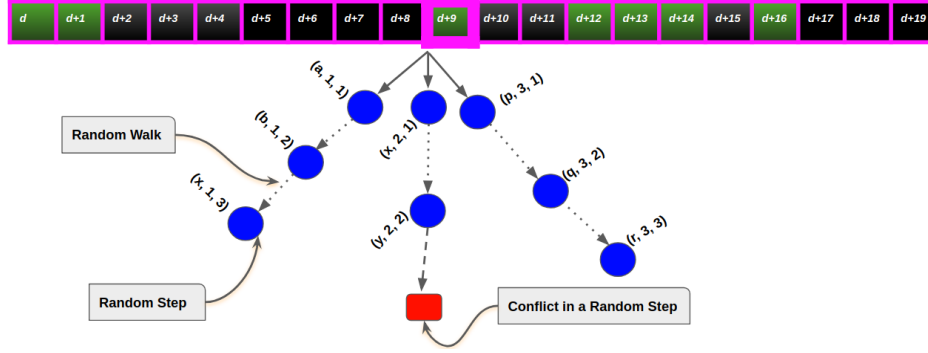 d d+1 d+2 d+3 d+4 d+5 d+6 d+7 d+8 d+9 d+10 d+11 d+12 d+13 d+14 d+15 d+16 d+17 d+18 d+19
(a, 1, 1)
(p, 3, 1)
(b, 1, 2)
(x, 2, 1)
Random Walk
(q, 3, 2)
(x, 1, 3)
(y, 2, 2)
(r, 3, 3)
Random Step
Conflict in a Random Step